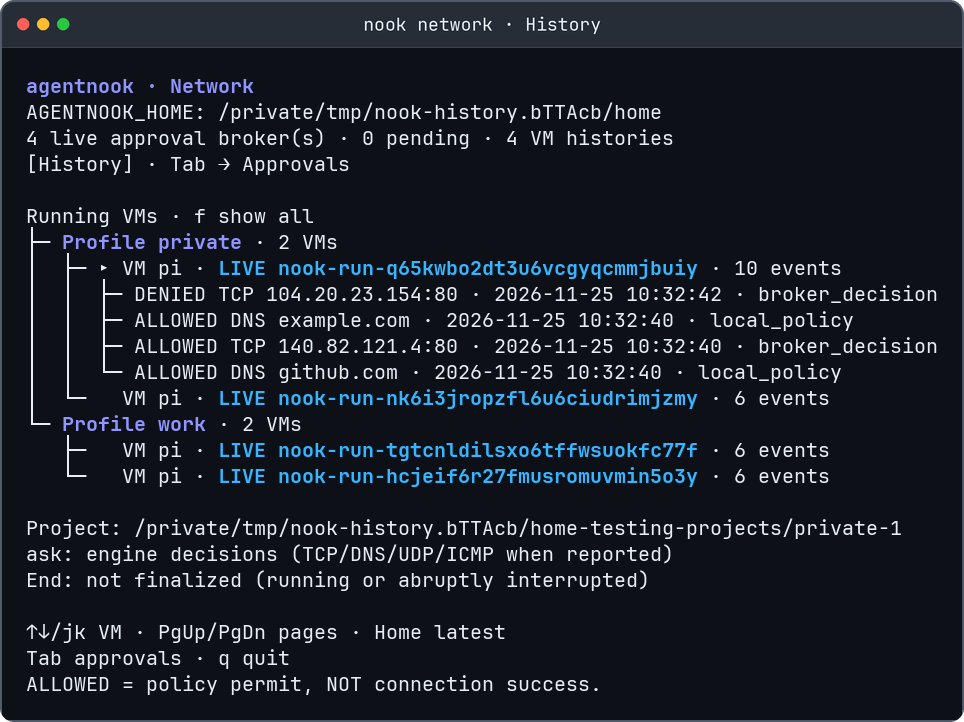 nook network · History
agentnook · Network
AGENTNOOK_HOME: /private/tmp/nook-history.bTTAcb/home
4 live approval broker(s) · 0 pending · 4 VM histories
[History] · Tab → Approvals
Running VMs · f show all
├─ Profile private · 2 VMs
│  ├─ ▸ VM pi · LIVE nook-run-q65kwbo2dt3u6vcgyqcmmjbuiy · 10 events
│  │  ├─ DENIED TCP 104.20.23.154:80 · 2026-11-25 10:32:42 · broker_decision
│  │  ├─ ALLOWED DNS example.com · 2026-11-25 10:32:40 · local_policy
│  │  ├─ ALLOWED TCP 140.82.121.4:80 · 2026-11-25 10:32:40 · broker_decision
│  │  └─ ALLOWED DNS github.com · 2026-11-25 10:32:40 · local_policy
│  └─   VM pi · LIVE nook-run-nk6i3jropzfl6u6ciudrimjzmy · 6 events
└─ Profile work · 2 VMs
   ├─   VM pi · LIVE nook-run-tgtcnldilsxo6tffwsuokfc77f · 6 events
   └─   VM pi · LIVE nook-run-hcjeif6r27fmusromuvmin5o3y · 6 events
Project: /private/tmp/nook-history.bTTAcb/home-testing-projects/private-1
ask: engine decisions (TCP/DNS/UDP/ICMP when reported)
End: not finalized (running or abruptly interrupted)
↑↓/jk VM · PgUp/PgDn pages · Home latest
Tab approvals · q quit
ALLOWED = policy permit, NOT connection success.